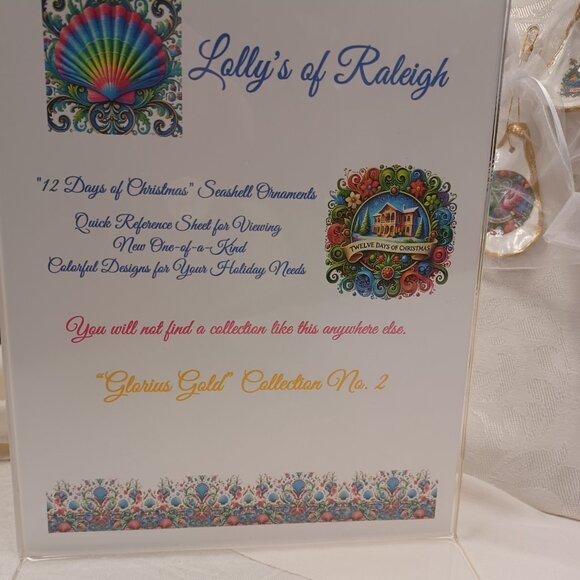 Lolly's of Raleigh
"12 Days of Christmas" Seashell Ornaments
Quick Reference Sheet for Viewing
New One-of-a-Kind
Colorful Designs for Your Holiday Needs
TWELVE DAYS OF CHRISTMAS
You will not find a collection like this anywhere else.
"Glorius Gold" Collection No. 2